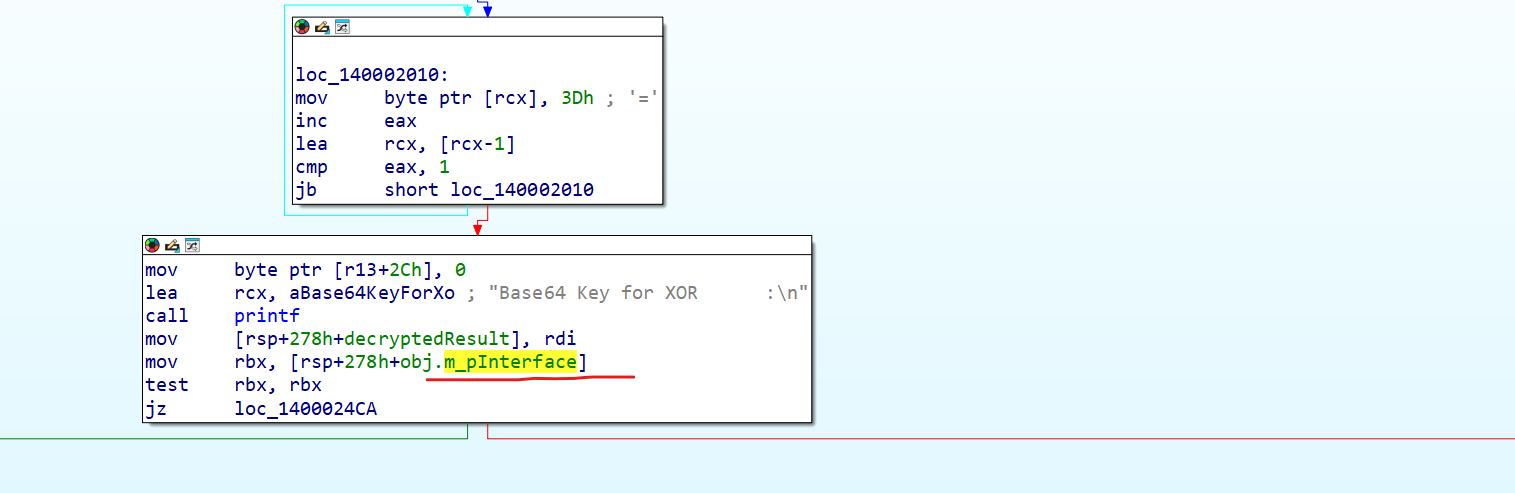 loc_140002010:
mov byte ptr [rcx], 3Dh ; '='
inc eax
lea rcx, [rcx-1]
cmp eax, 1
jb short loc_140002010
mov byte ptr [r13+2Ch], 0
lea rcx, aBase64KeyForXo ; "Base64 Key for XOR :\n"
call printf
mov [rsp+278h+decryptedResult], rdi
mov rbx, [rsp+278h+obj.m_pInterface]
test rbx, rbx
jz loc_1400024CA